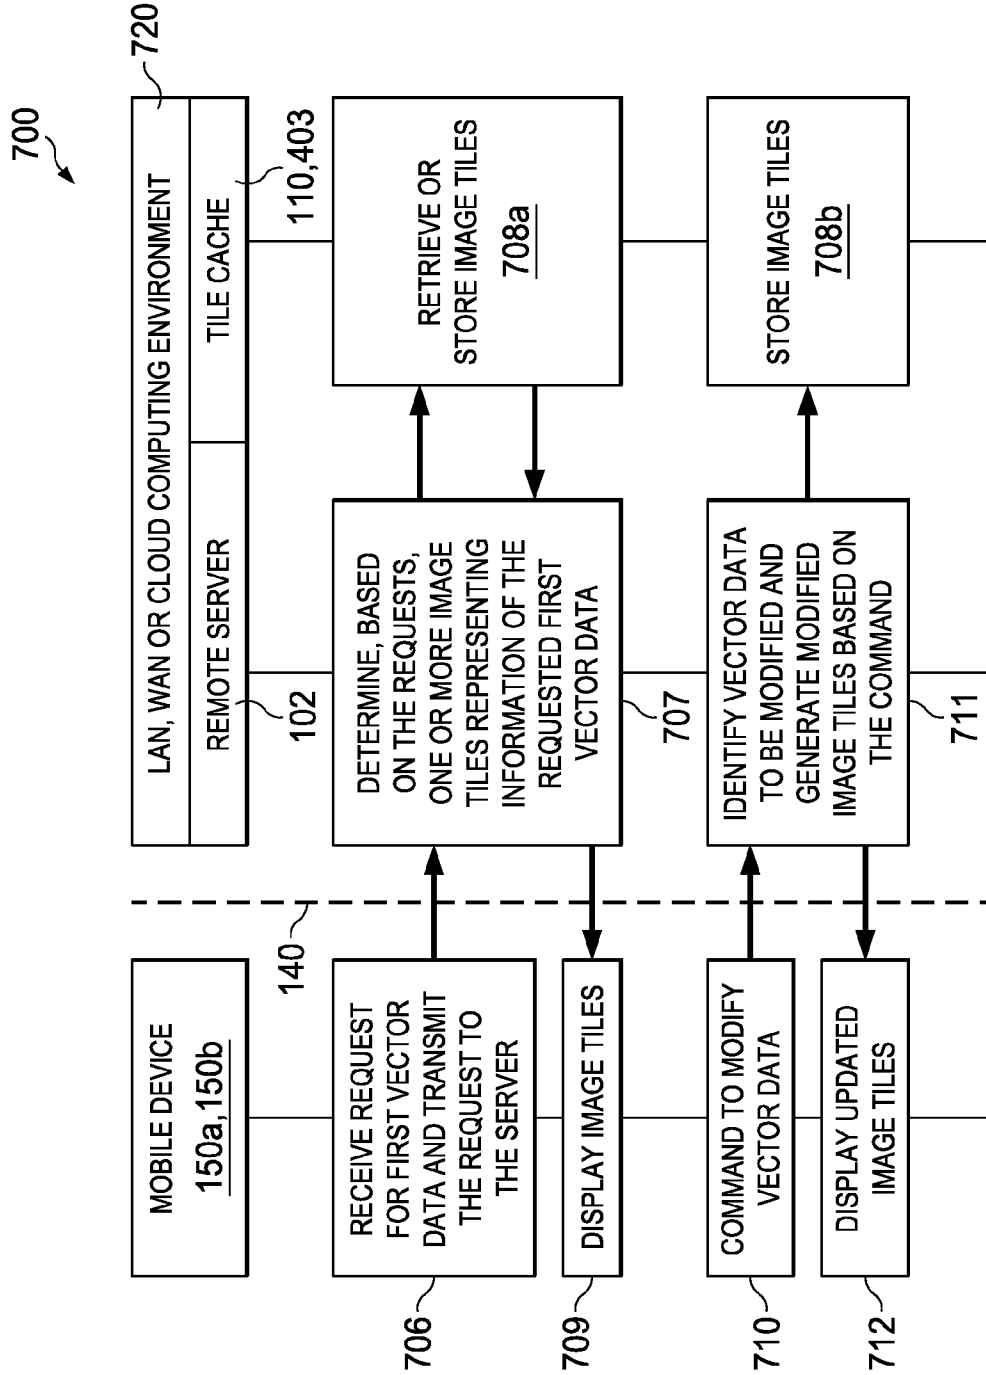 700
LAN, WAN OR CLOUD COMPUTING ENVIRONMENT
720
MOBILE DEVICE
150a,150b
REMOTE SERVER
TILE CACHE
140
102
110,403
RECEIVE REQUEST
FOR FIRST VECTOR
DATA AND TRANSMIT
THE REQUEST TO
THE SERVER
706
DETERMINE, BASED
ON THE REQUESTS,
ONE OR MORE IMAGE
TILES REPRESENTING
INFORMATION OF THE
REQUESTED FIRST
VECTOR DATA
707
RETRIEVE OR
STORE IMAGE TILES
708a
DISPLAY IMAGE TILES
709
COMMAND TO MODIFY
VECTOR DATA
710
IDENTIFY VECTOR DATA
TO BE MODIFIED AND
GENERATE MODIFIED
IMAGE TILES BASED ON
THE COMMAND
711
STORE IMAGE TILES
708b
DISPLAY UPDATED
IMAGE TILES
712